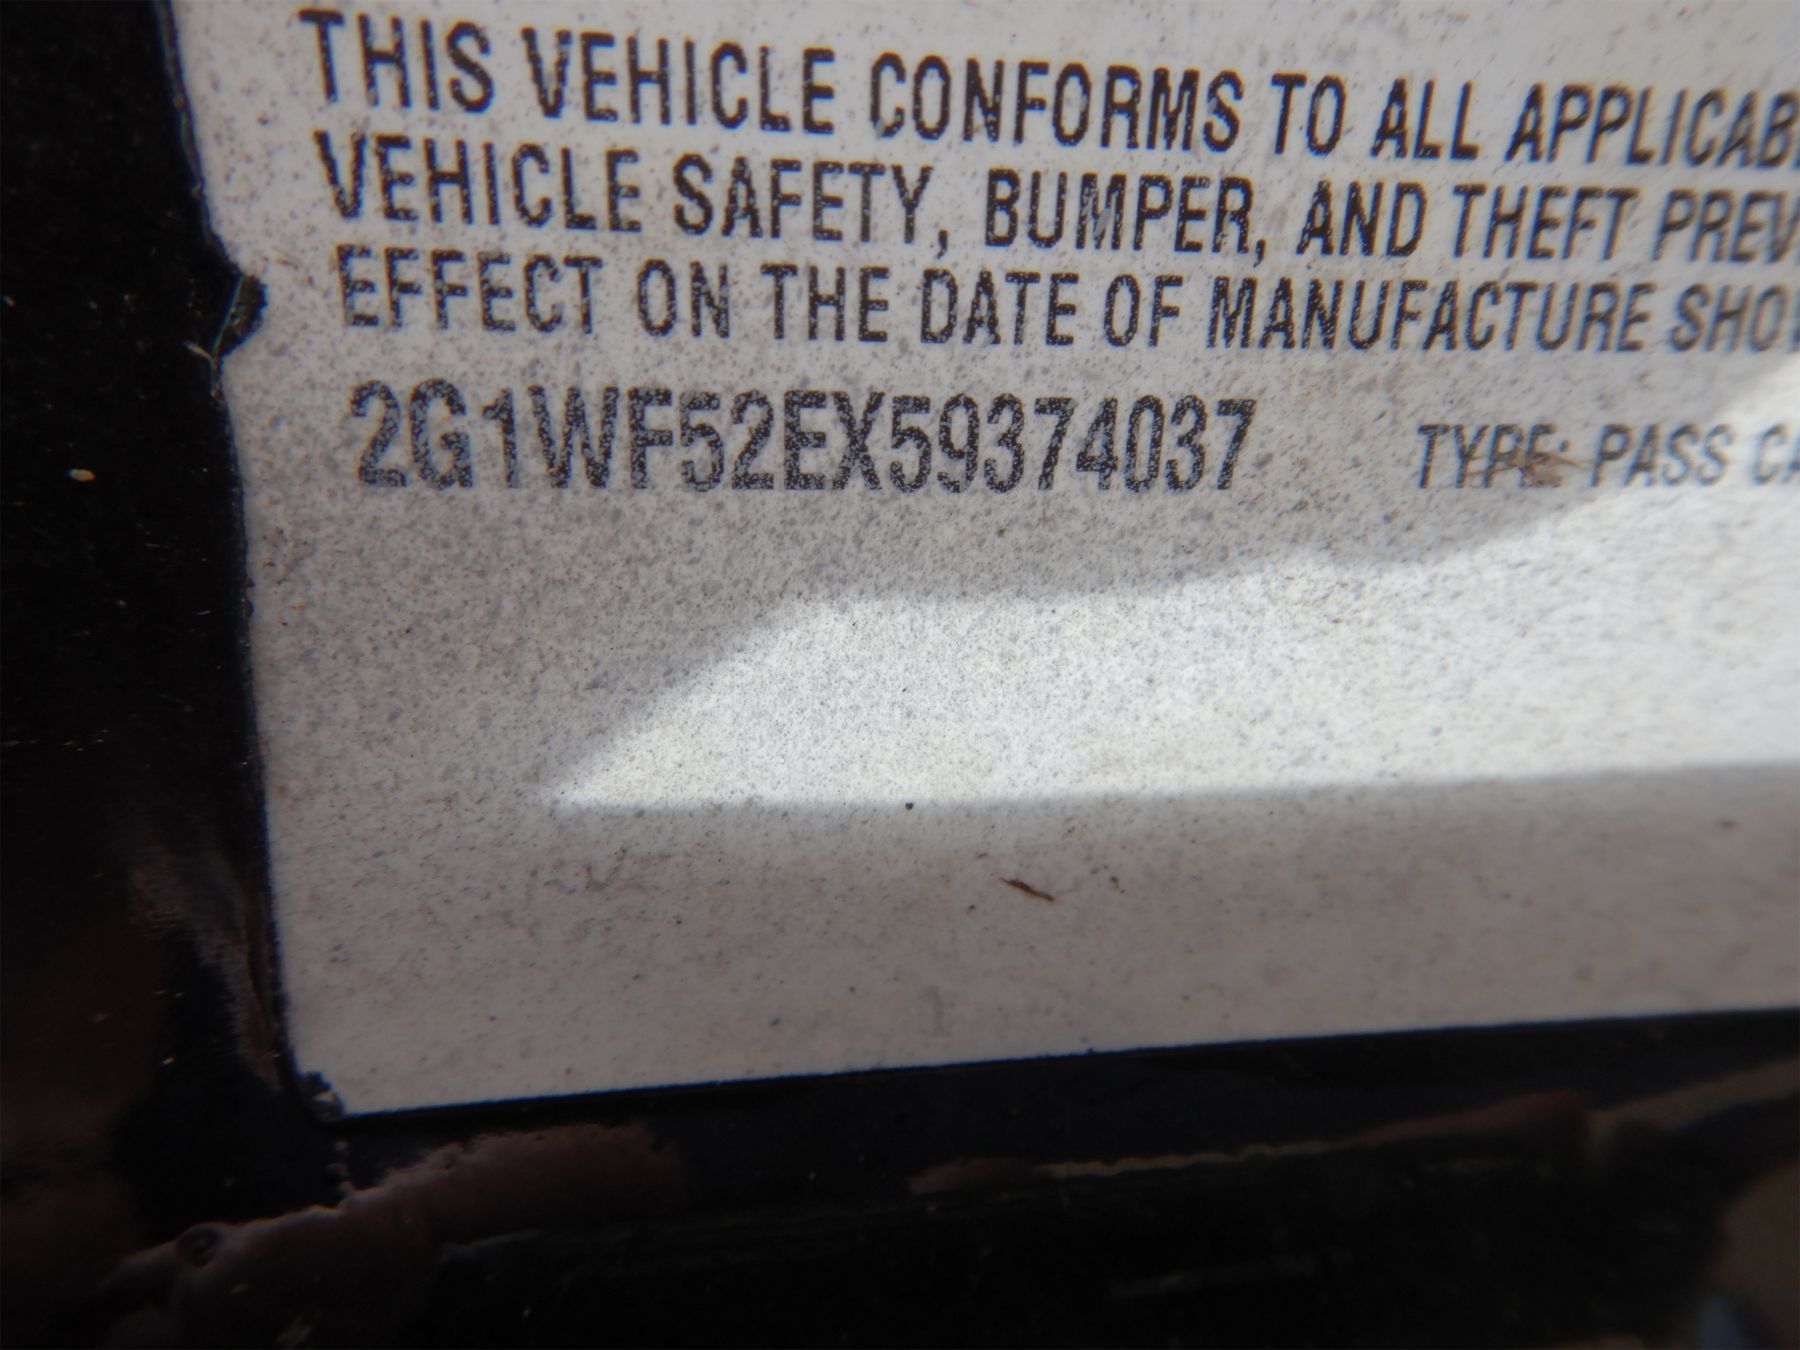 THIS VEHICLE CONFORMS TO ALL APPLICAB
VEHICLE SAFETY, BUMPER, AND THEFT PREV
EFFECT ON THE DATE OF MANUFACTURE SHO
2G1WF52EX59374037 TYPE: PASS CA